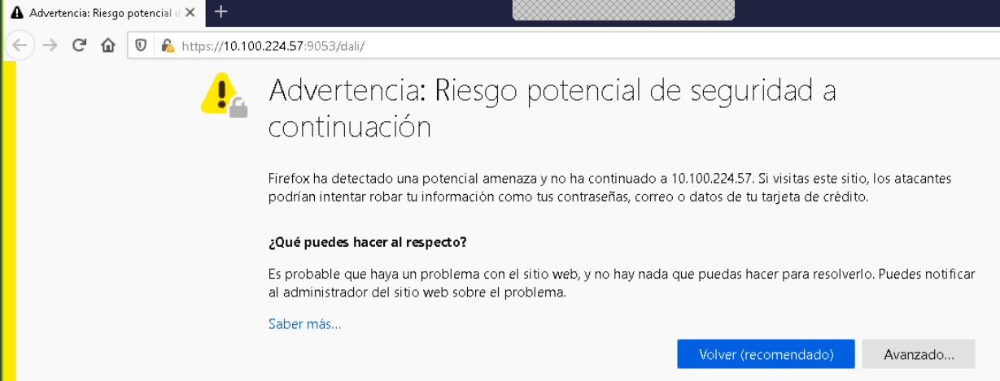 Advertencia: Riesgo potencial d
https://10.100.224.57:9053/dali/
Advertencia: Riesgo potencial de seguridad a
continuación
Firefox ha detectado una potencial amenaza y no ha continuado a 10.100.224.57. Si visitas este sitio, los atacantes
podrían intentar robar tu información como tus contraseñas, correo o datos de tu tarjeta de crédito.
¿Qué puedes hacer al respecto?
Es probable que haya un problema con el sitio web, y no hay nada que puedas hacer para resolverlo. Puedes notificar
al administrador del sitio web sobre el problema.
Saber más...
Volver (recomendado) Avanzado...